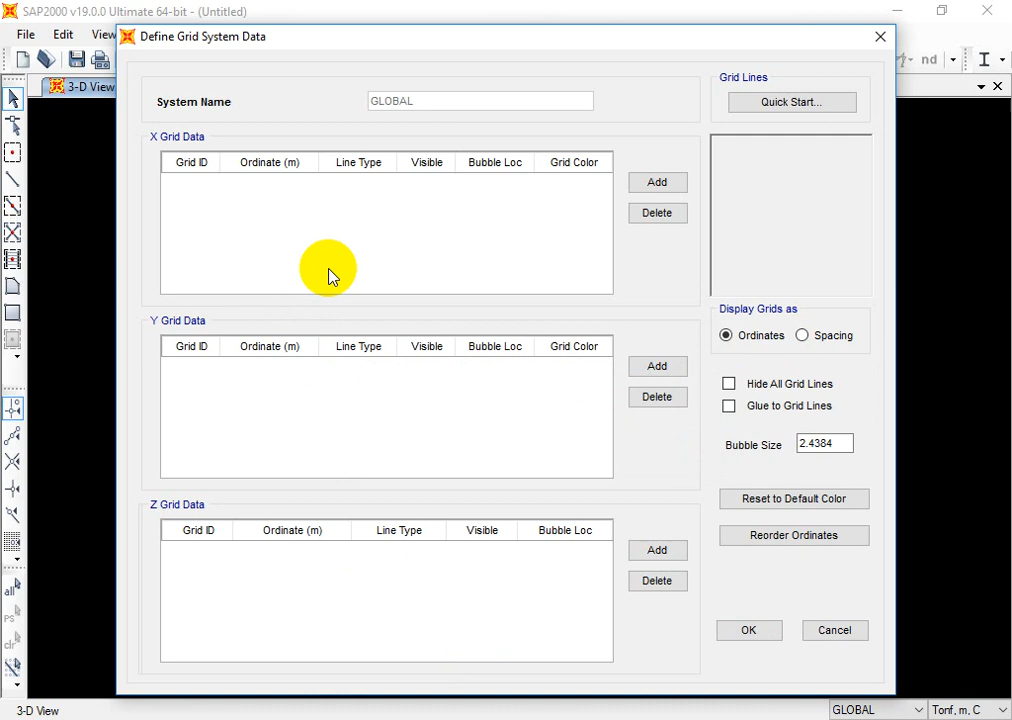 SAP2000 v19.0.0 Ultimate 64-bit - (Untitled)
File Edit View
Define Grid System Data
nd
3-D View
System Name GLOBAL
Grid Lines
Quick Start...
X Grid Data
Grid ID Ordinate (m) Line Type Visible Bubble Loc Grid Color
Add
Delete
Y Grid Data
Grid ID Ordinate (m) Line Type Visible Bubble Loc Grid Color
Add
Delete
Display Grids as
Ordinates Spacing
Hide All Grid Lines
Glue to Grid Lines
Bubble Size 2.4384
Reset to Default Color
Reorder Ordinates
Z Grid Data
Grid ID Ordinate (m) Line Type Visible Bubble Loc
Add
Delete
OK Cancel
all
ps
clr
3-D View
GLOBAL Tonf, m, C